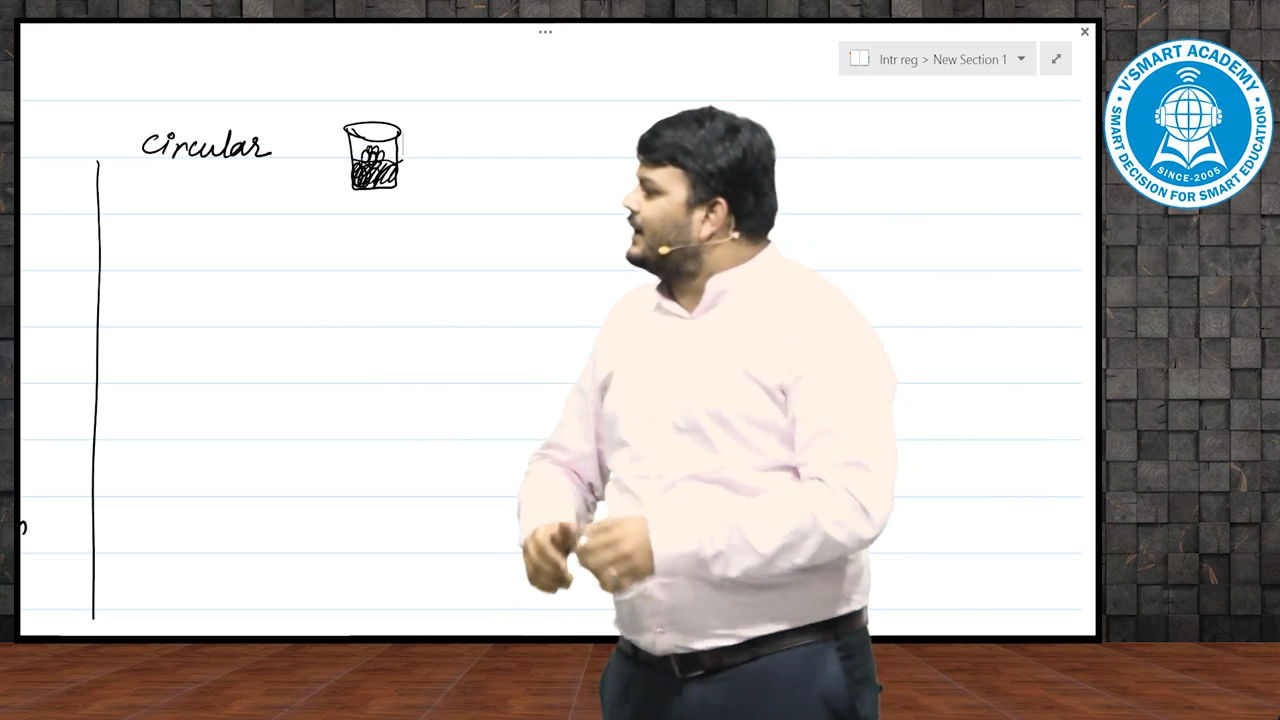 ...
Intr reg > New Section 1
circular
V'SMART ACADEMY
SINCE-2005
SMART DECISION FOR SMART EDUCATION